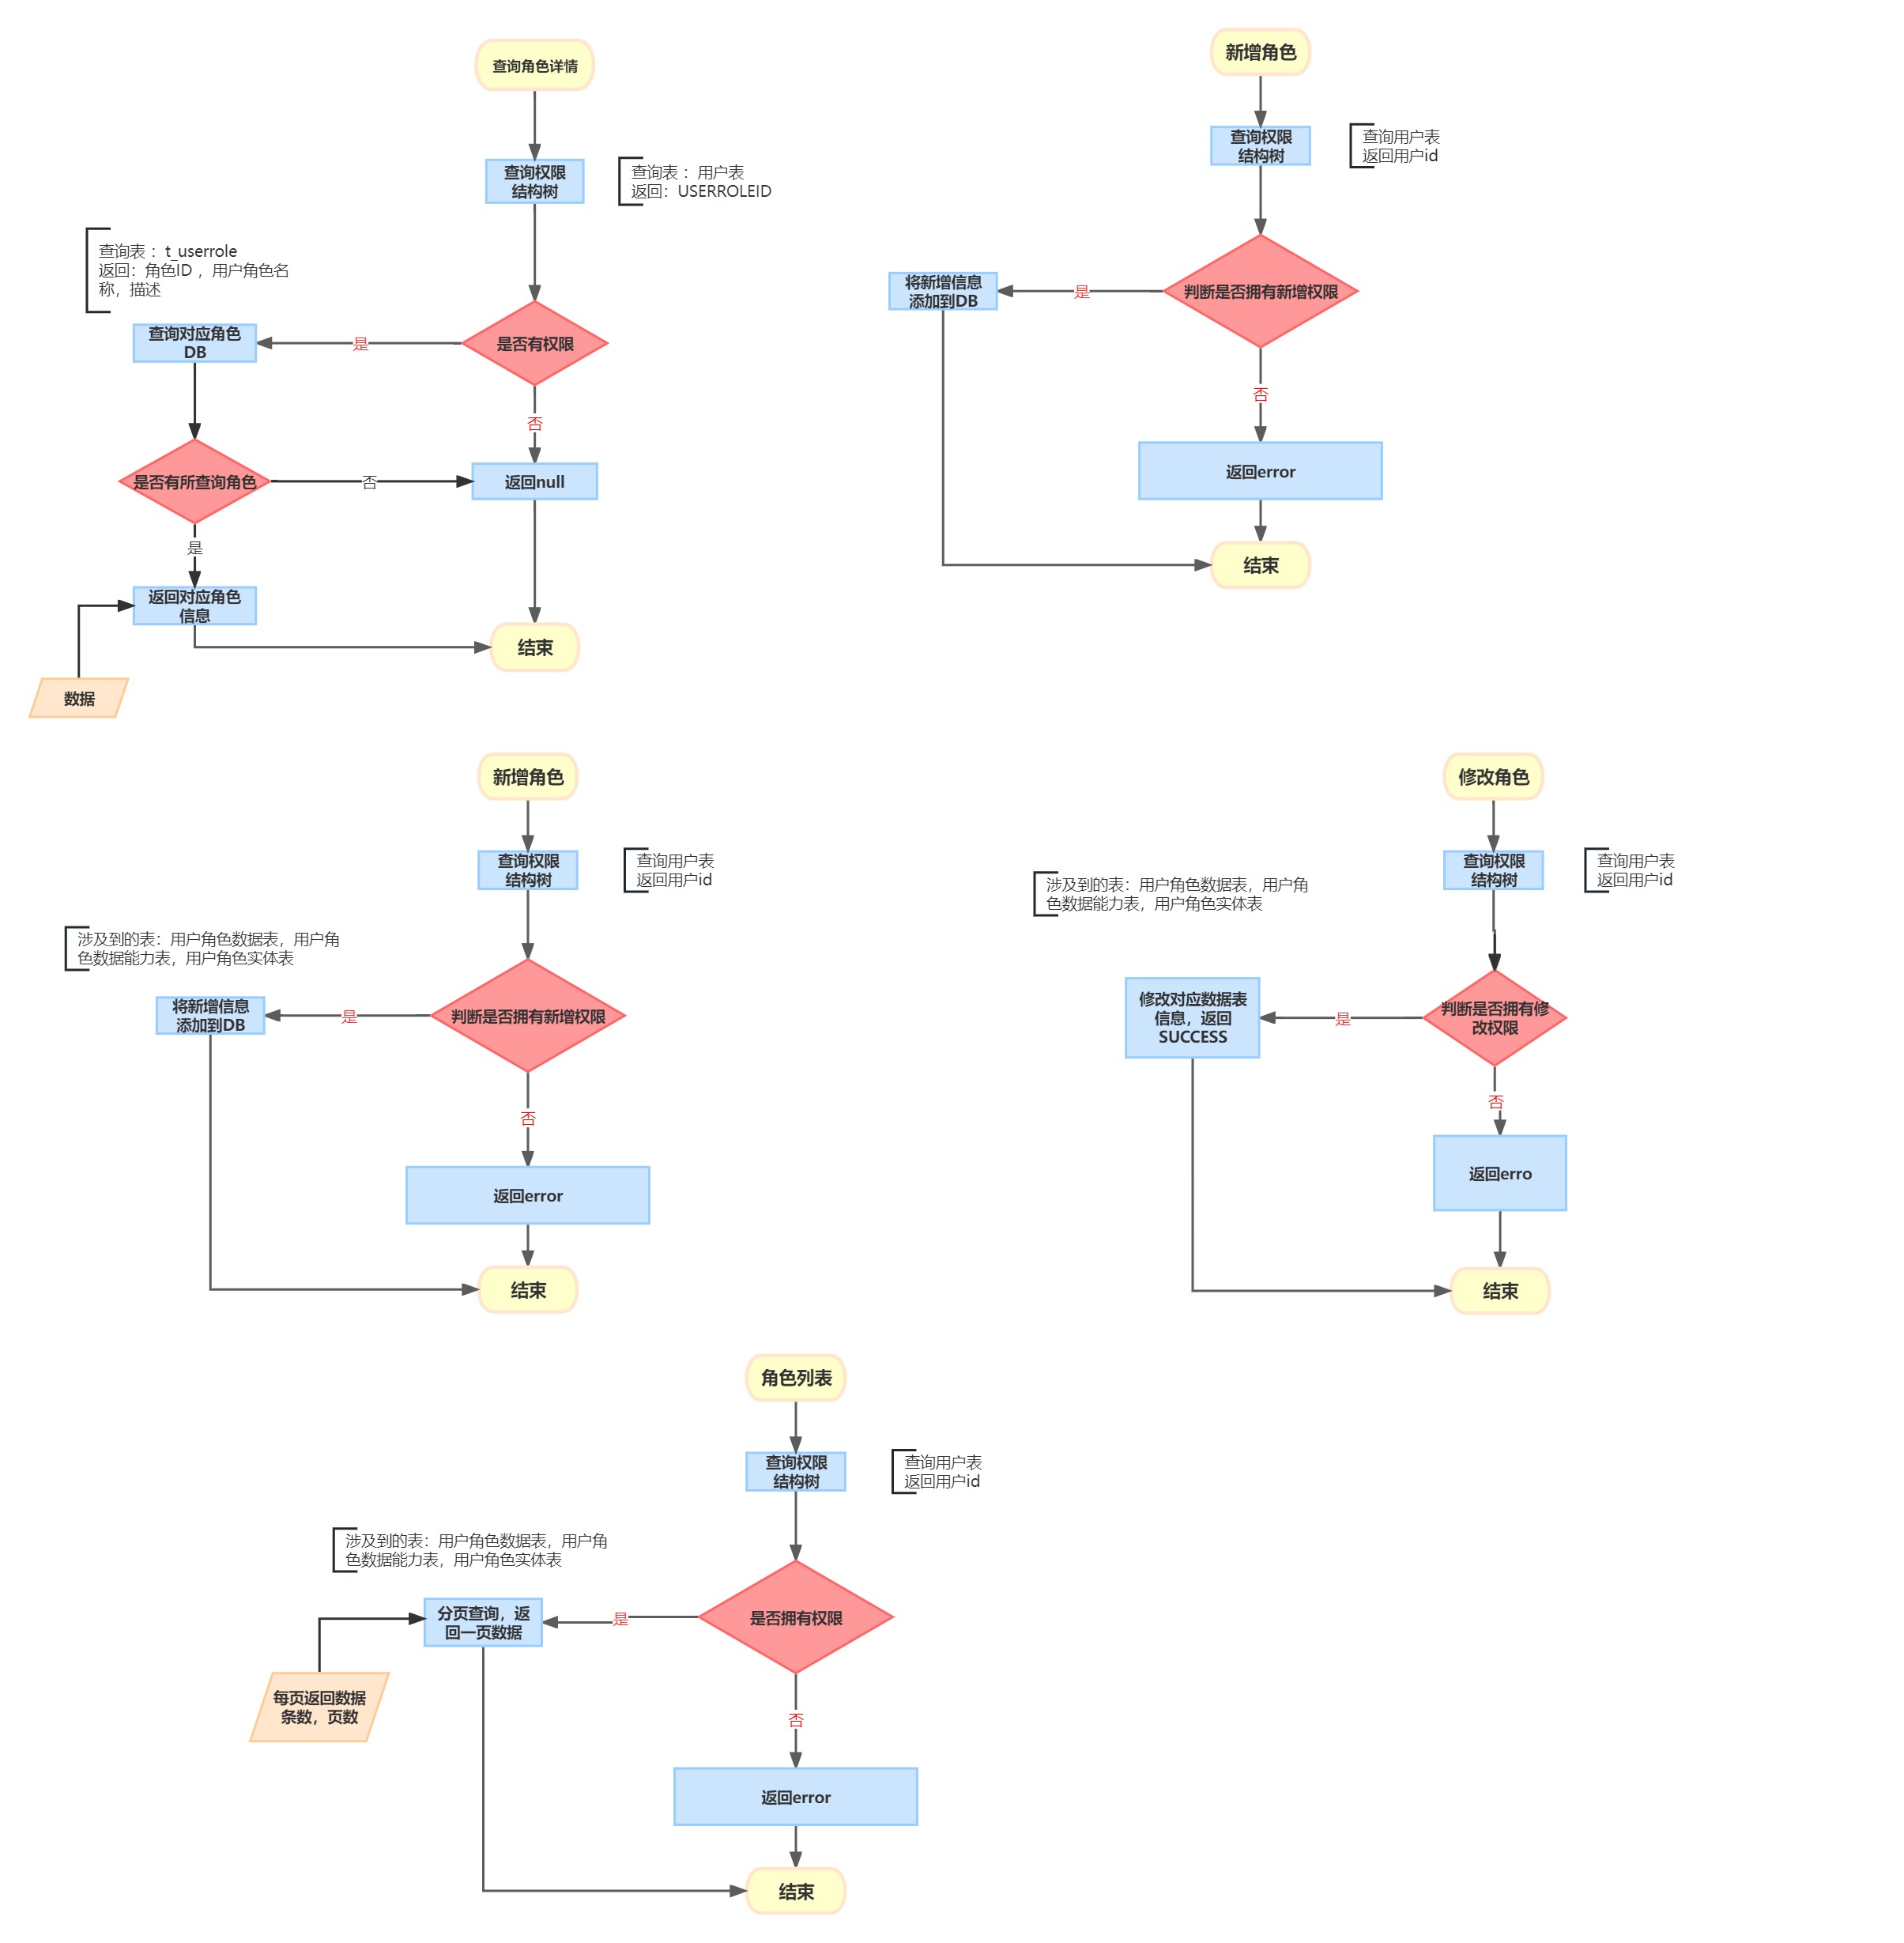 查询角色详情
查询权限
结构树
查询表 ：用户表
返回：USERROLEID
查询表 ：t_userrole
返回：角色ID ，用户角色名
称，描述
查询对应角色
DB
是
是否有权限
否
是否有所查询角色
否
返回null
是
返回对应角色
信息
结束
数据
新增角色
查询权限
结构树
查询用户表
返回用户id
将新增信息
添加到DB
是
判断是否拥有新增权限
否
返回error
结束
新增角色
查询权限
结构树
查询用户表
返回用户id
涉及到的表：用户角色数据表，用户角
色数据能力表，用户角色实体表
将新增信息
添加到DB
是
判断是否拥有新增权限
否
返回error
结束
修改角色
查询权限
结构树
查询用户表
返回用户id
涉及到的表：用户角色数据表，用户角
色数据能力表，用户角色实体表
修改对应数据表
信息，返回
SUCCESS
是
判断是否拥有修
改权限
否
返回erro
结束
角色列表
查询权限
结构树
查询用户表
返回用户id
涉及到的表：用户角色数据表，用户角
色数据能力表，用户角色实体表
分页查询，返
回一页数据
是
是否拥有权限
每页返回数据
条数，页数
否
返回error
结束